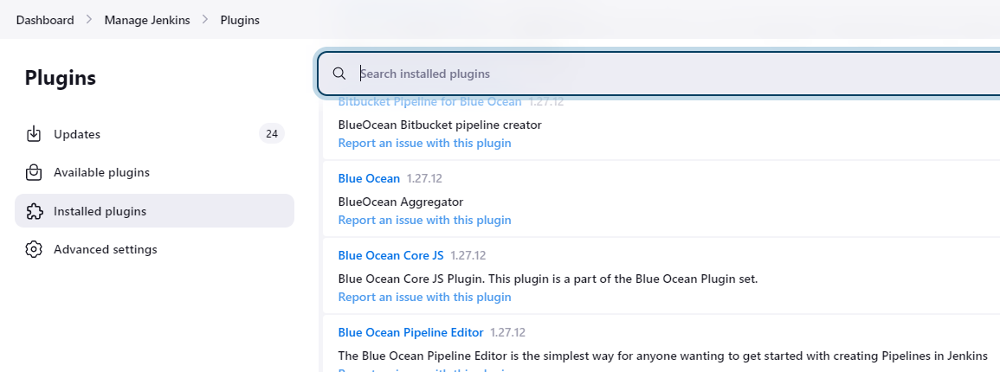 Dashboard > Manage Jenkins > Plugins
Plugins
Updates 24
Available plugins
Installed plugins
Advanced settings
Search installed plugins
Bitbucket Pipeline for Blue Ocean 1.27.12
BlueOcean Bitbucket pipeline creator
Report an issue with this plugin
Blue Ocean 1.27.12
BlueOcean Aggregator
Report an issue with this plugin
Blue Ocean Core JS 1.27.12
Blue Ocean Core JS Plugin. This plugin is a part of the Blue Ocean Plugin set.
Report an issue with this plugin
Blue Ocean Pipeline Editor 1.27.12
The Blue Ocean Pipeline Editor is the simplest way for anyone wanting to get started with creating Pipelines in Jenkins